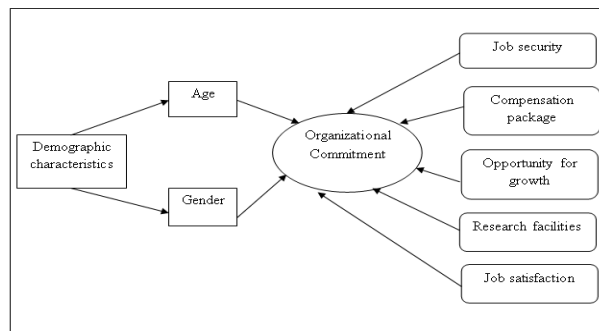 Demographic
characteristics
Age
Gender
Organizational
Commitment
Job security
Compensation
package
Opportunity for
growth
Research facilities
Job satisfaction